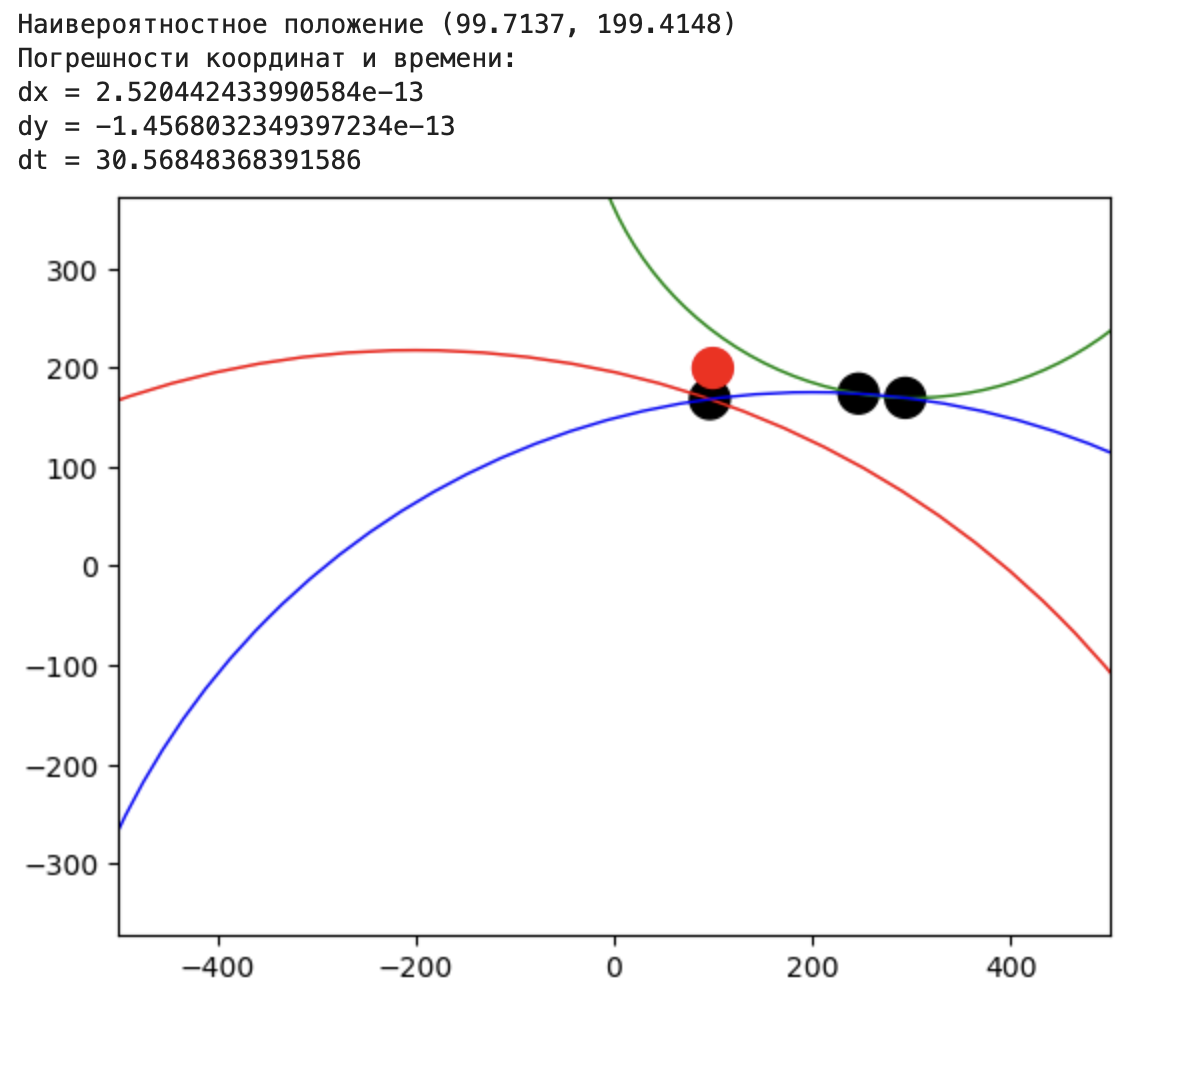 Наивероятностное положение (99.7137, 199.4148)
Погрешности координат и времени:
dx = 2.520442433990584e-13
dy = -1.4568032349397234e-13
dt = 30.56848368391586
300
200
100
0
−100
−200
−300
−400
−200
0
200
400